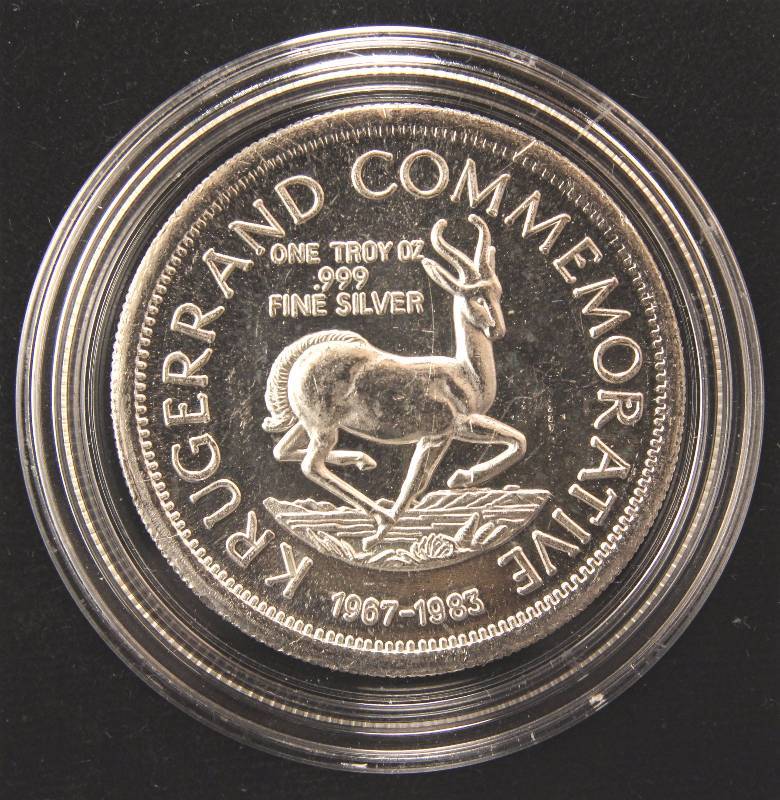 KRUGERRAND COMMEMORATIVE
ONE TROY OZ
.999
FINE SILVER
1967-1983